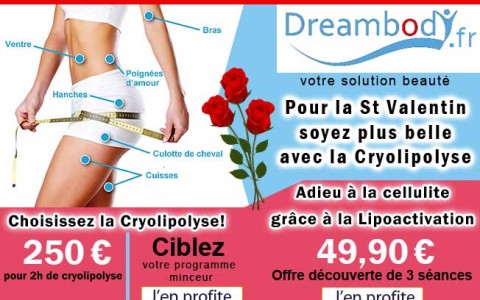 Ventre
Bras
Poignées
d'amour
Hanches
Culotte de cheval
Cuisses
Dreambody.fr
votre solution beauté
Pour la St Valentin
soyez plus belle
avec la Cryolipolyse
Adieu à la cellulite
grâce à la Lipoactivation
Choisissez la Cryolipolyse!
250 €
pour 2h de cryolipolyse
Ciblez
votre programme
minceur
J'en profite
49,90 €
Offre découverte de 3 séances
J'en profite